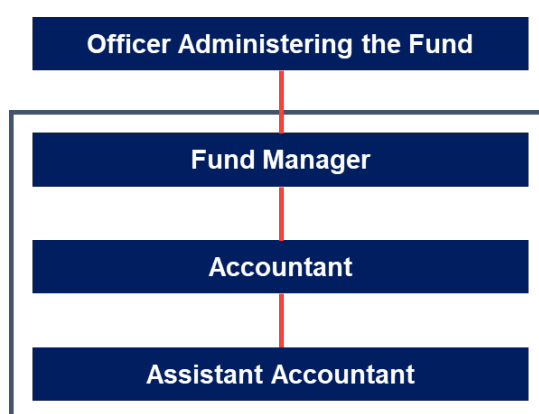 Officer Administering the Fund
Fund Manager
Accountant
Assistant Accountant